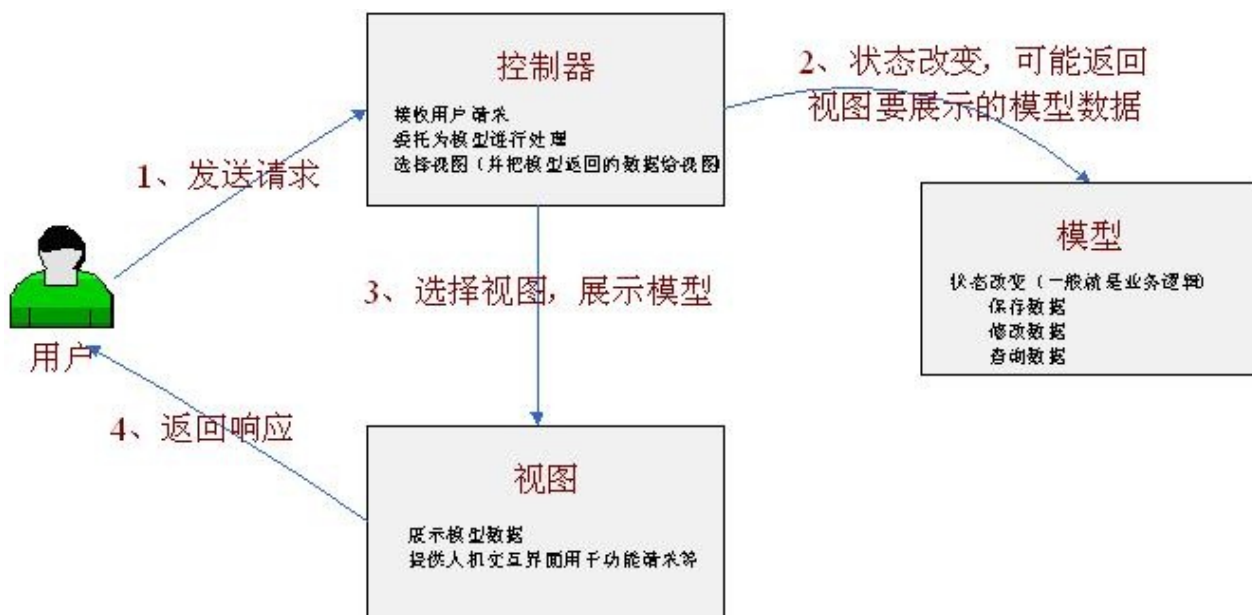 控制器
接收用户请求
委托为模型进行处理
选择视图(并把模型返回的数据给视图)
1、发送请求
2、状态改变,可能返回
视图要展示的模型数据
模型
状态改变(一般就是业务逻辑)
保存数据
修改数据
查询数据
3、选择视图,展示模型
用户
4、返回响应
视图
展示模型数据
提供人机交互界面用于功能请求等